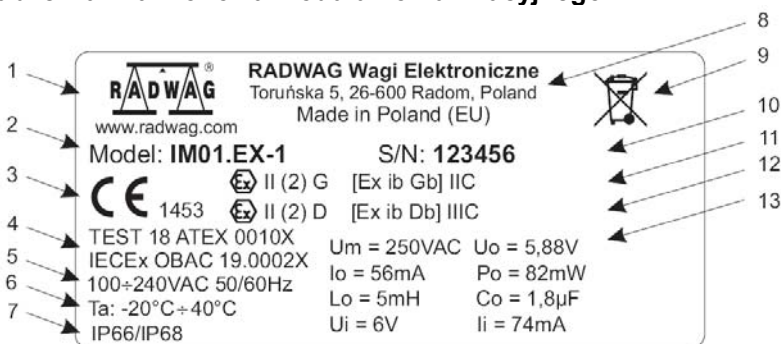 1
2
3
4
5
6
7
8
9
10
11
12
13
RADWAG®
www.radwag.com
RADWAG Wagi Elektroniczne
Toruńska 5, 26-600 Radom, Poland
Made in Poland (EU)
Model: IM01.EX-1 S/N: 123456
CE 1453
Ex II (2) G [Ex ib Gb] IIC
Ex II (2) D [Ex ib Db] IIIC
TEST 18 ATEX 0010X
IECEx OBAC 19.0002X
100÷240VAC 50/60Hz
Ta: -20°C÷40°C
IP66/IP68
Um = 250VAC Uo = 5,88V
Io = 56mA Po = 82mW
Lo = 5mH Co = 1,8µF
Ui = 6V Ii = 74mA